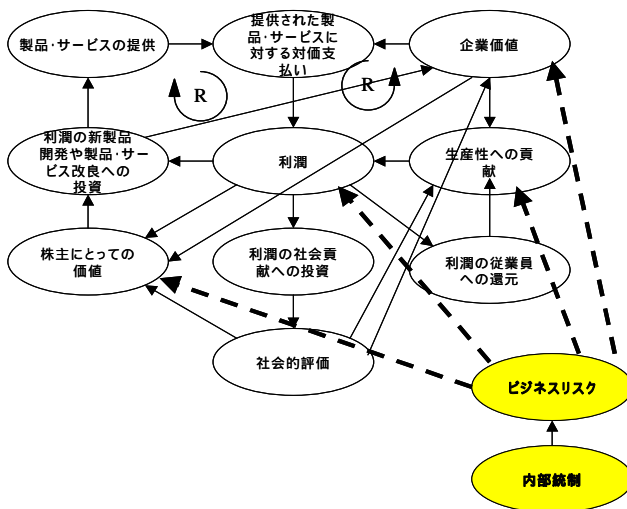 製品・サービスの提供
提供された製
品・サービスに
対する対価支
払い
企業価値
R
R
利潤の新製品
開発や製品・サー
ビス改良への
投資
利潤
生産性への貢
献
株主にとっての
価値
利潤の社会貢
献への投資
利潤の従業員
への還元
社会的評価
ビジネスリスク
内部統制